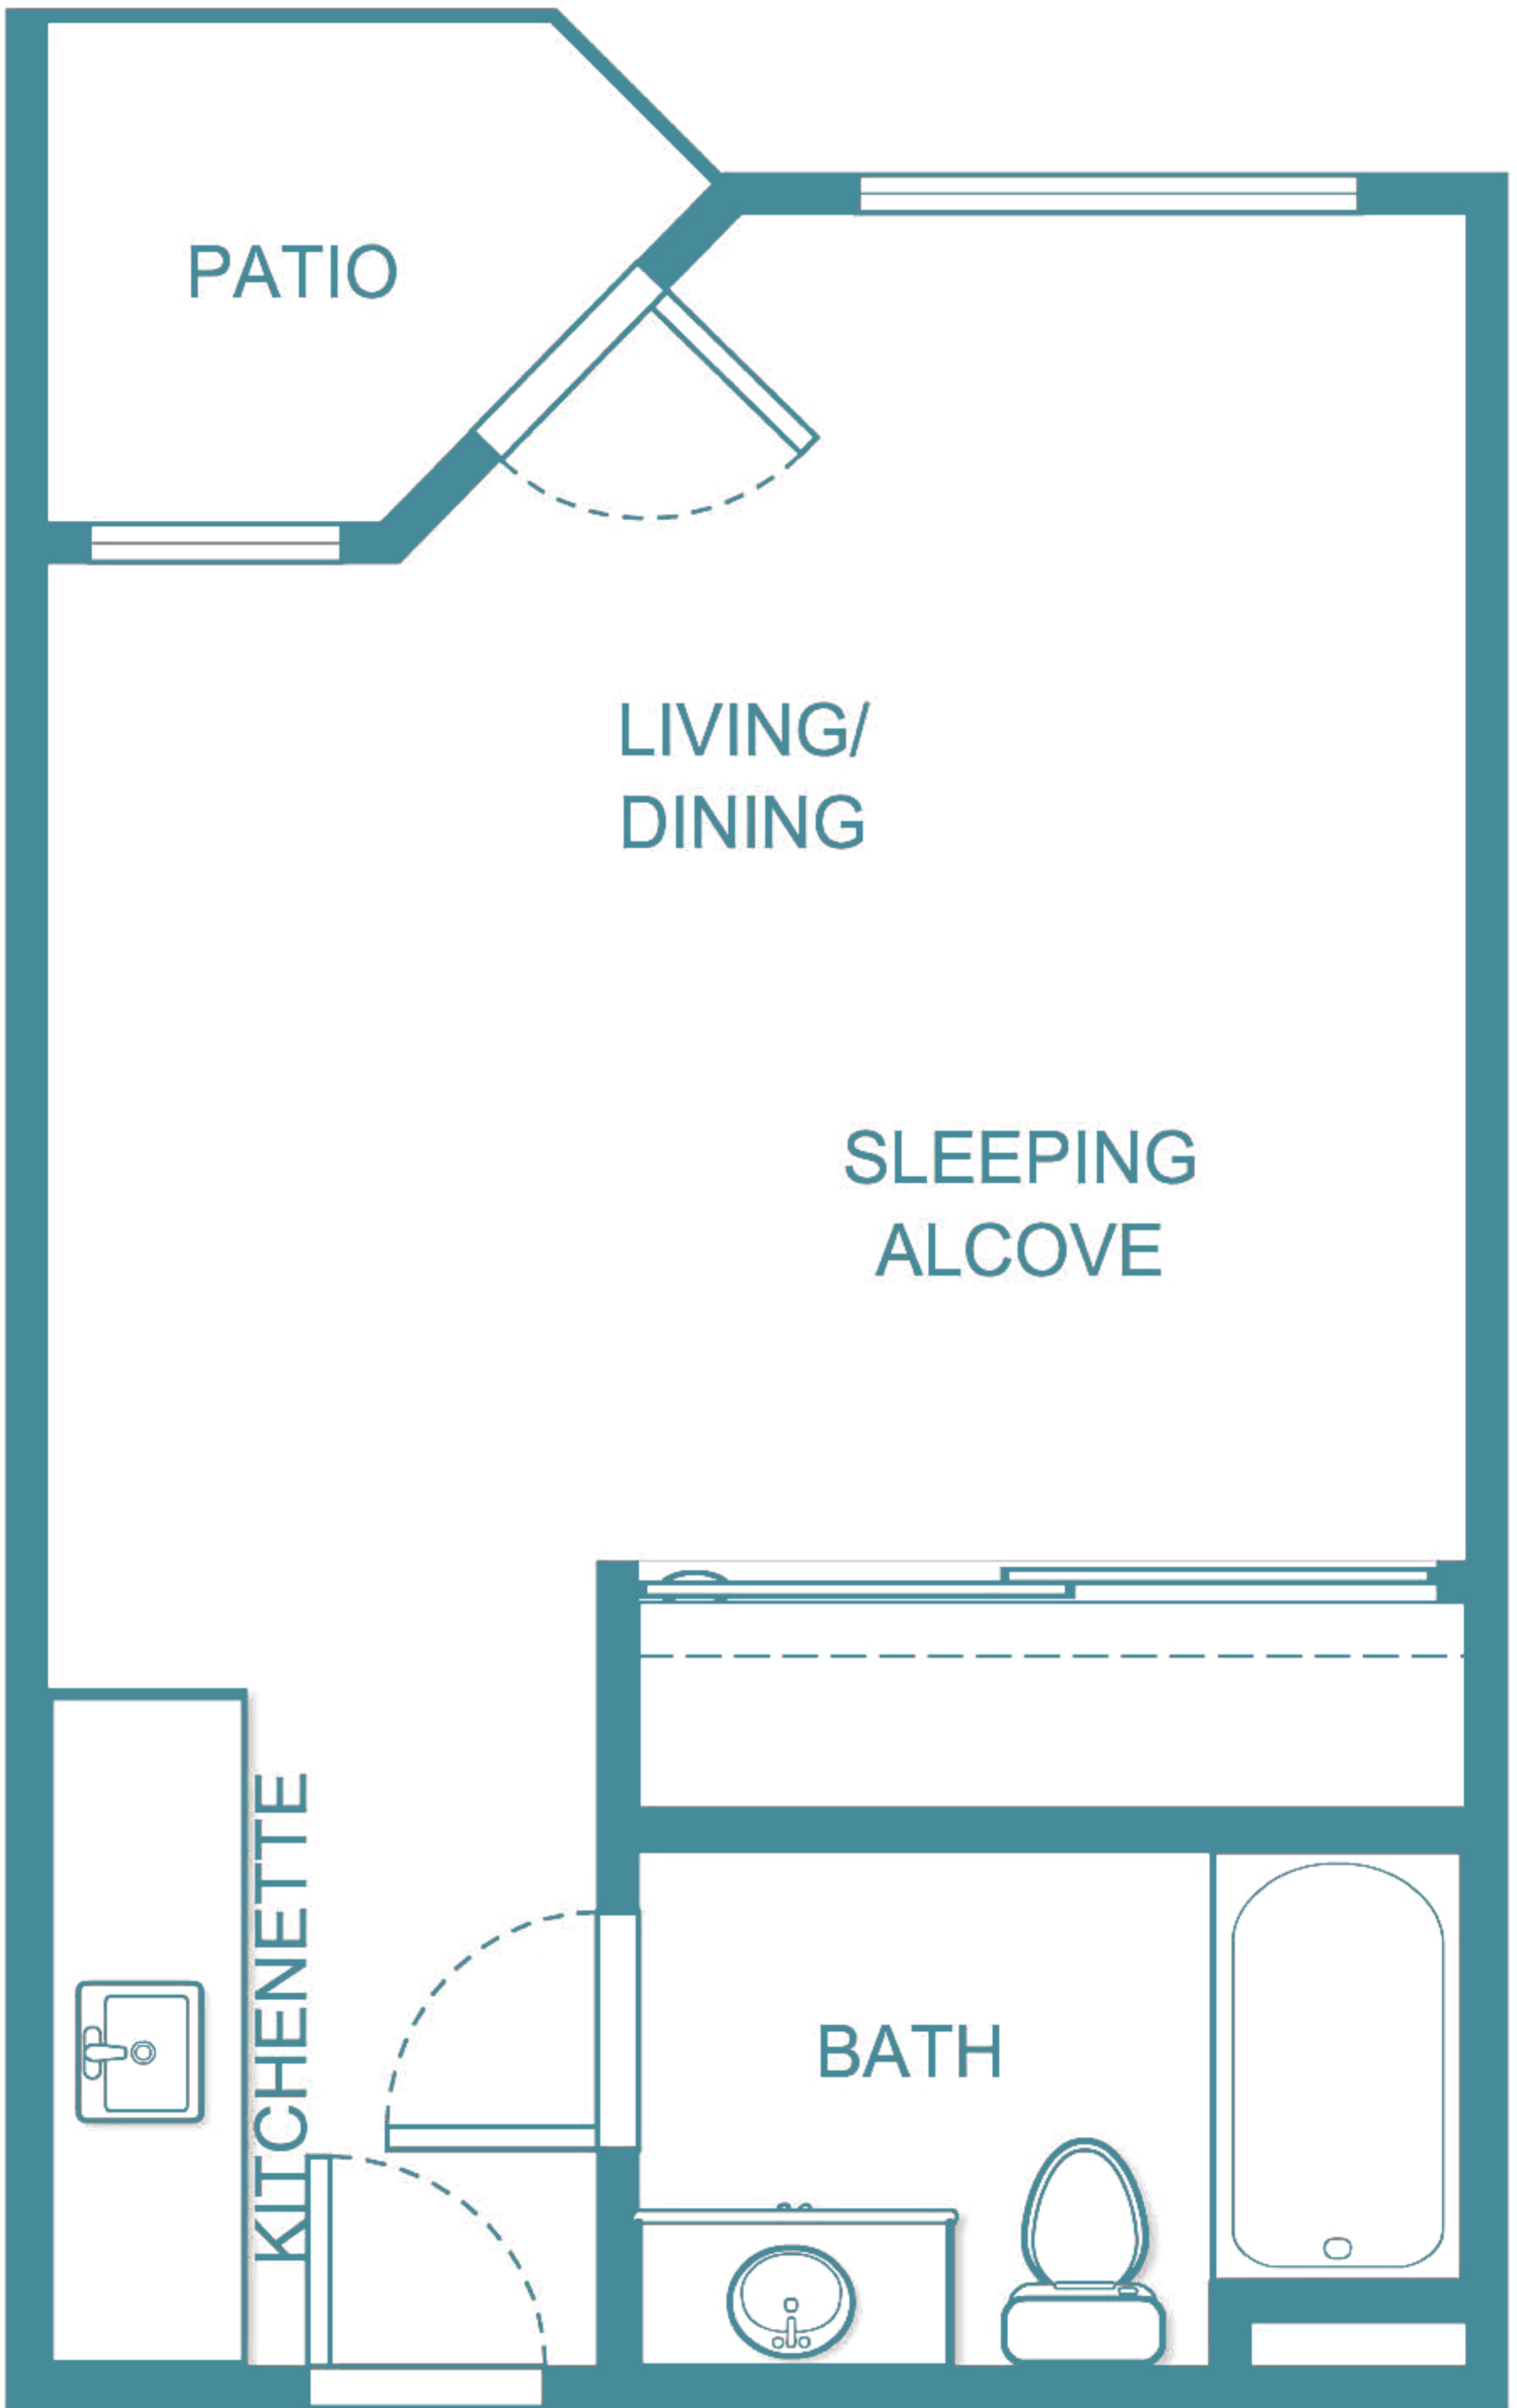 PATIO
LIVING/
DINING
SLEEPING
ALCOVE
KITCHENETTE
BATH